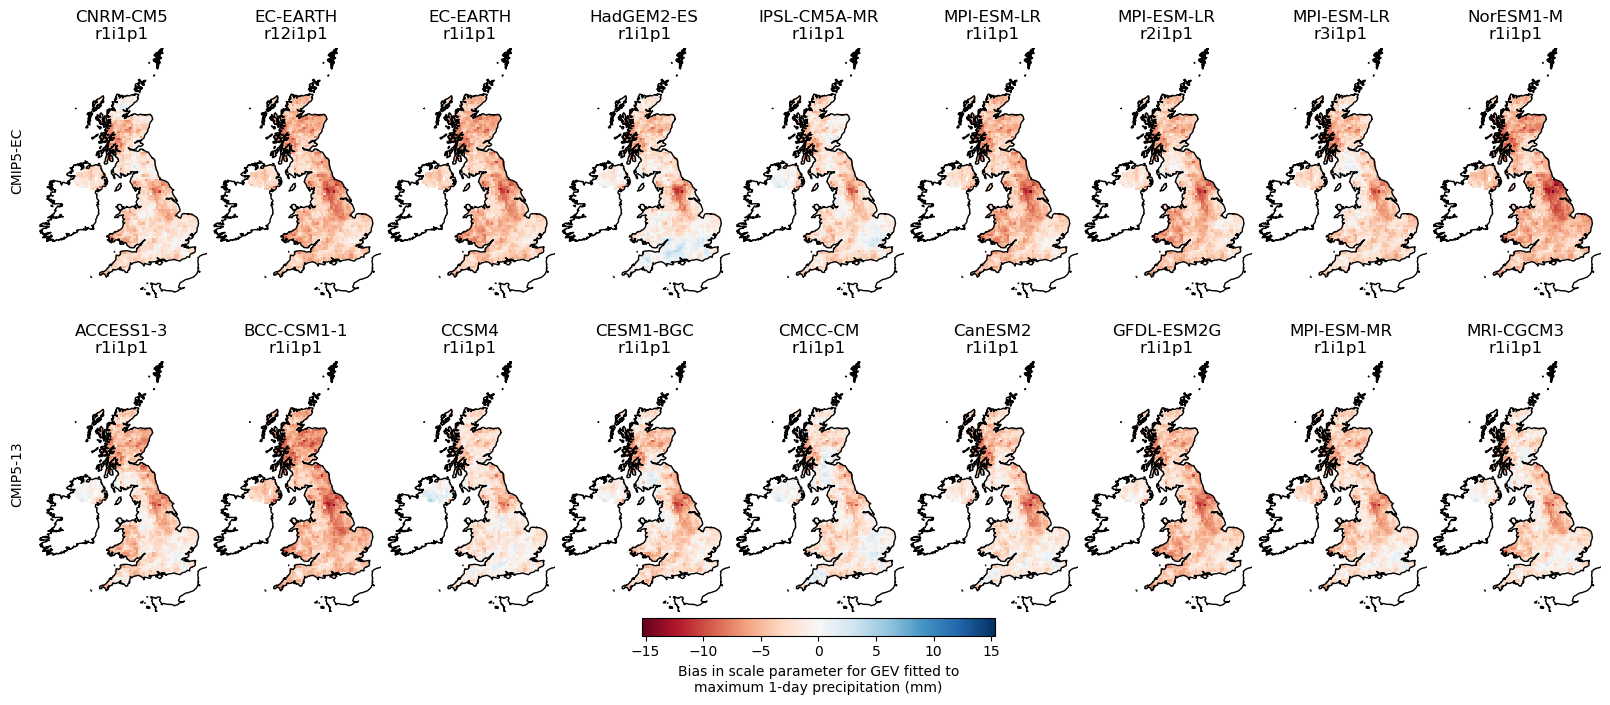 CNRM-CM5 EC-EARTH EC-EARTH HadGEM2-ES IPSL-CM5A-MR MPI-ESM-LR MPI-ESM-LR MPI-ESM-LR NorESM1-M
r1i1p1 r12i1p1 r1i1p1 r1i1p1 r1i1p1 r1i1p1 r2i1p1 r3i1p1 r1i1p1
CMIP5-EC
ACCESS1-3 BCC-CSM1-1 CCSM4 CESM1-BGC CMCC-CM CanESM2 GFDL-ESM2G MPI-ESM-MR MRI-CGCM3
r1i1p1 r1i1p1 r1i1p1 r1i1p1 r1i1p1 r1i1p1 r1i1p1 r1i1p1 r1i1p1
CMIP5-13
−15 −10 −5 0 5 10 15
Bias in scale parameter for GEV fitted to
maximum 1-day precipitation (mm)